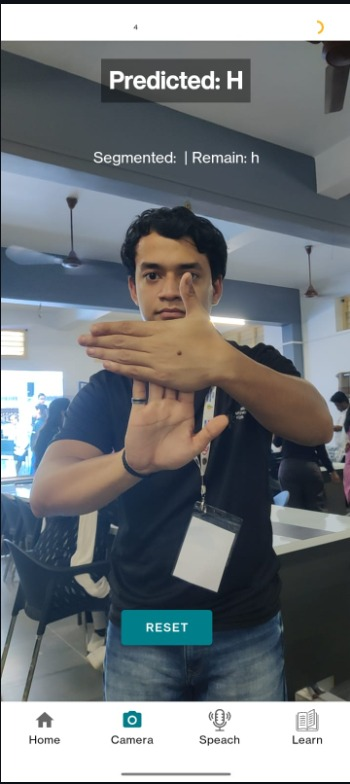 4
Predicted: H
Segmented: | Remain: h
RESET
Home
Camera
Speach
Learn